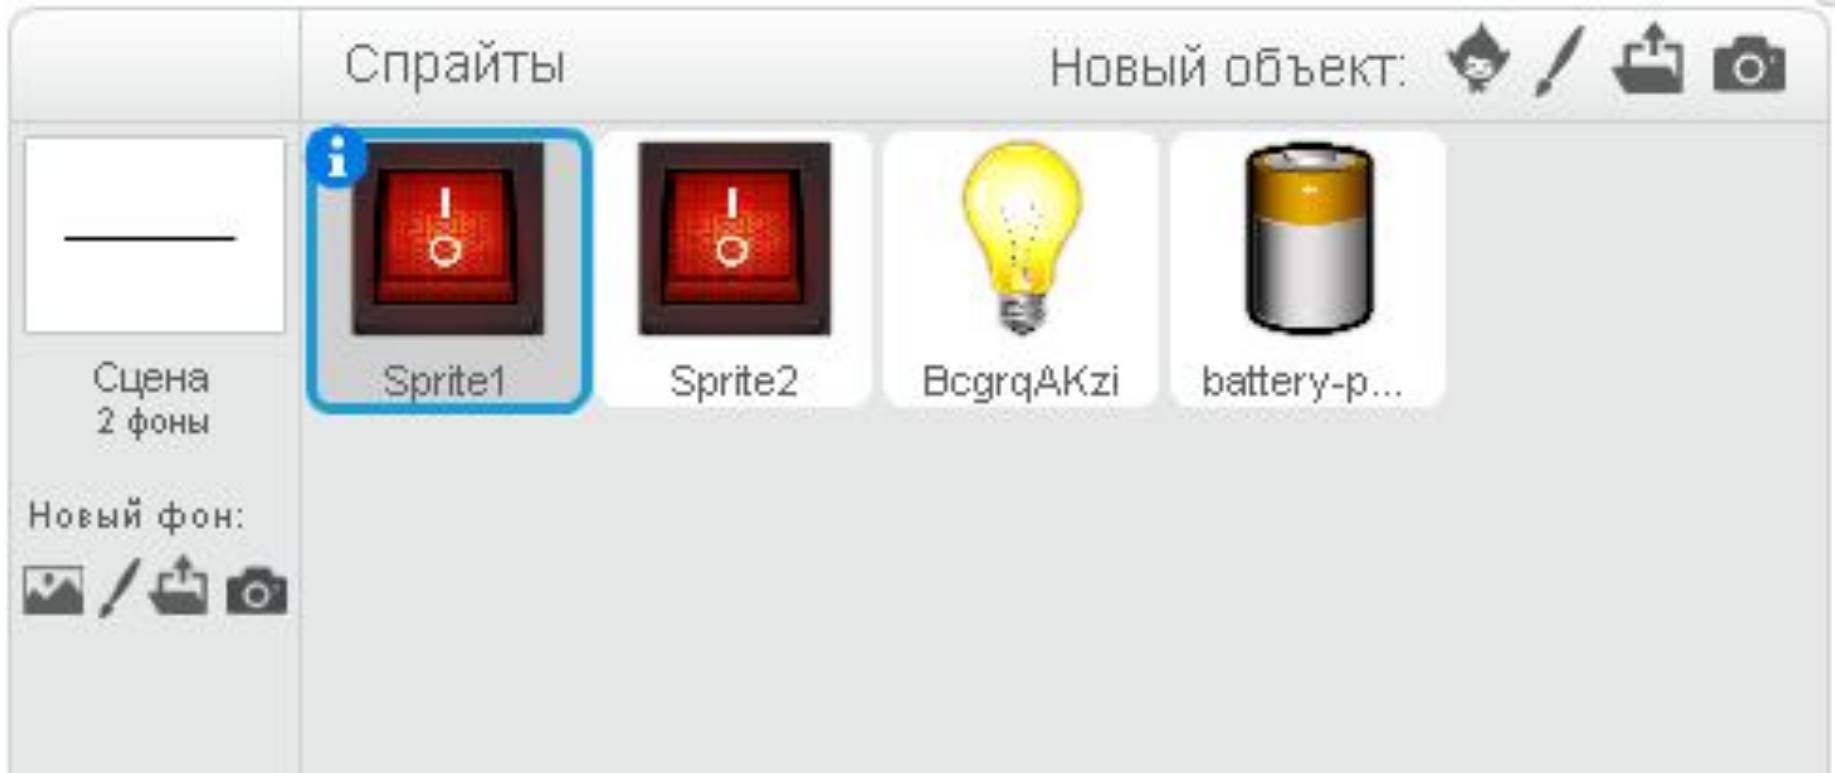 Спрайты
Новый объект:
Sprite1
Sprite2
BcgrqAKzi
battery-p...
Сцена
2 фоны
Новый фон: